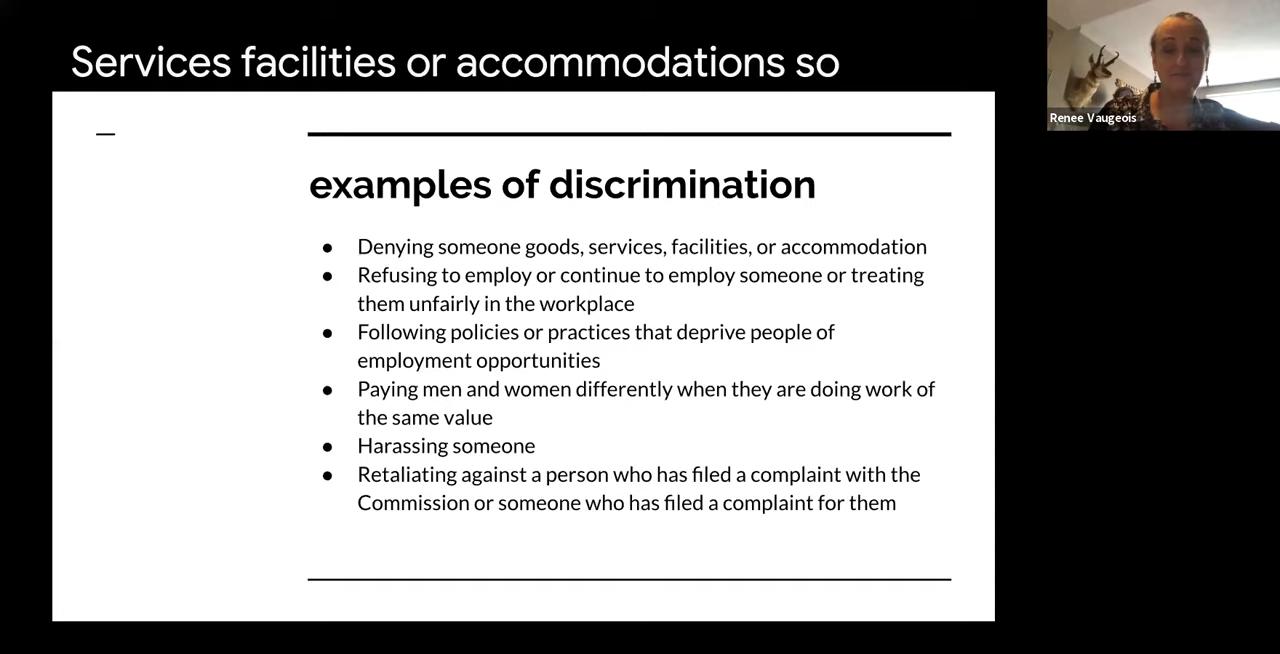 Services facilities or accommodations so
Renee Vaugeois
examples of discrimination
● Denying someone goods, services, facilities, or accommodation
● Refusing to employ or continue to employ someone or treating
them unfairly in the workplace
● Following policies or practices that deprive people of
employment opportunities
● Paying men and women differently when they are doing work of
the same value
● Harassing someone
● Retaliating against a person who has filed a complaint with the
Commission or someone who has filed a complaint for them